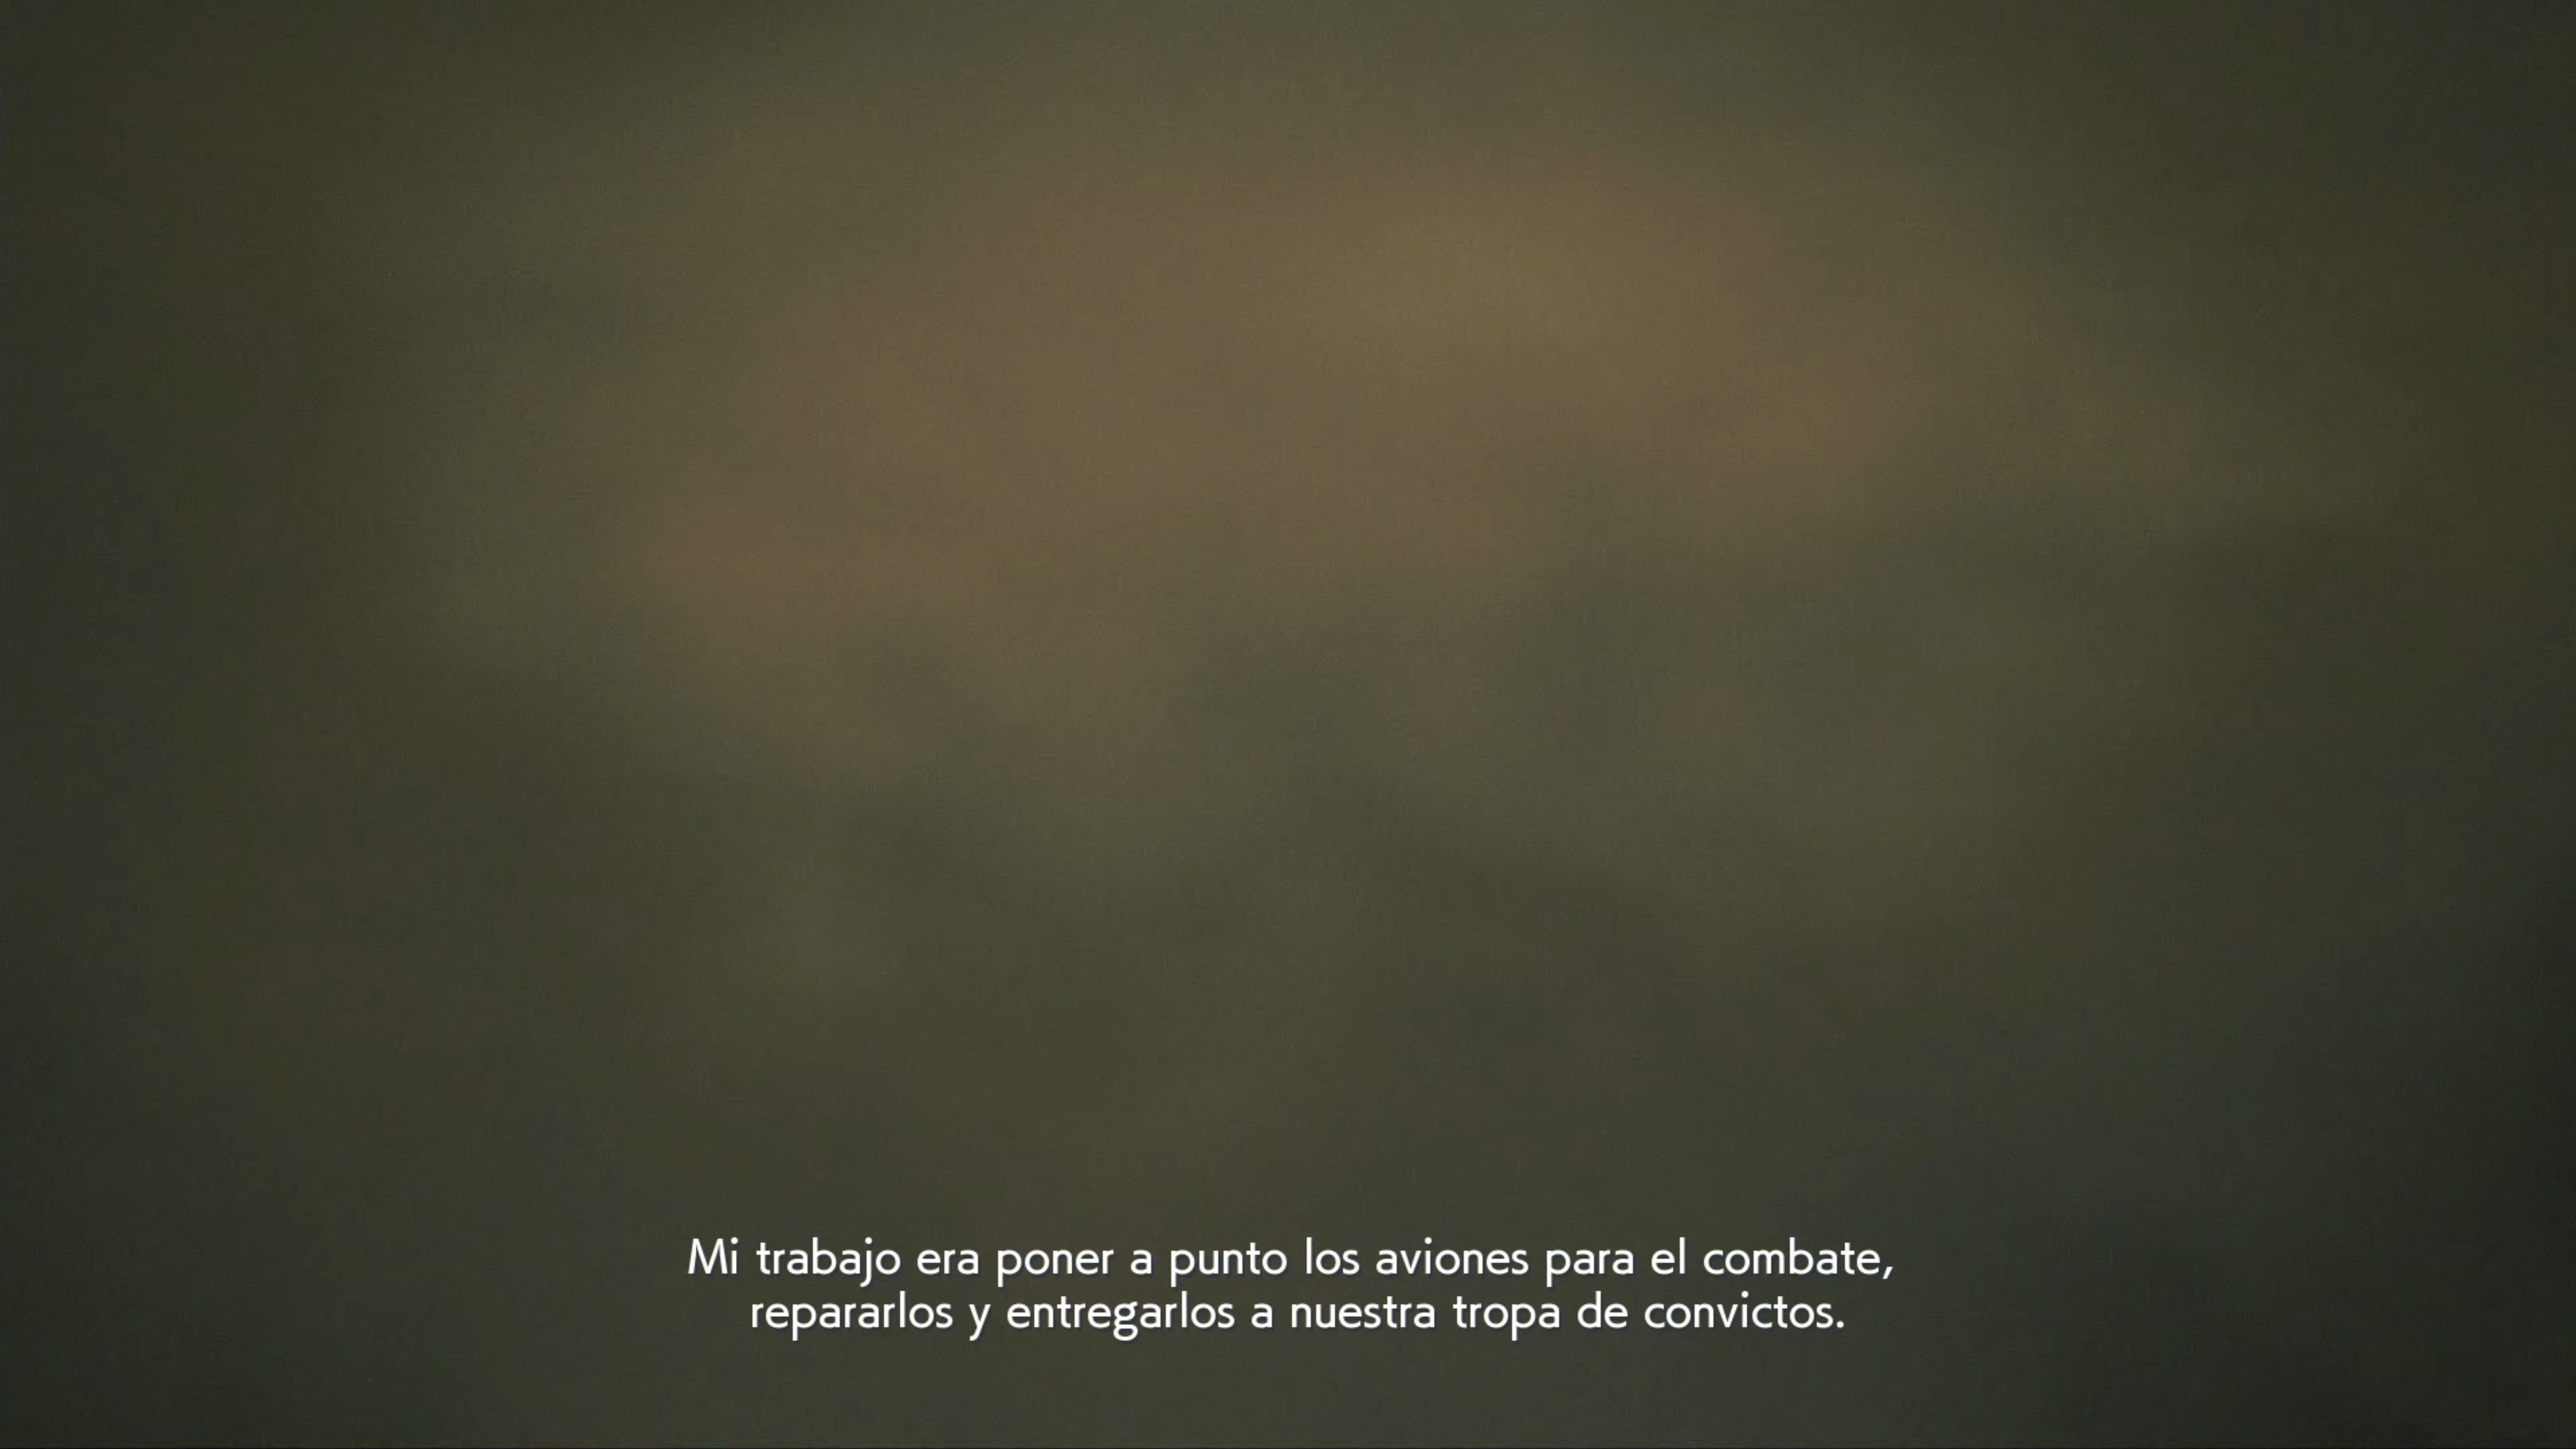 Mi trabajo era poner a punto los aviones para el combate,
repararlos y entregarlos a nuestra tropa de convictos.